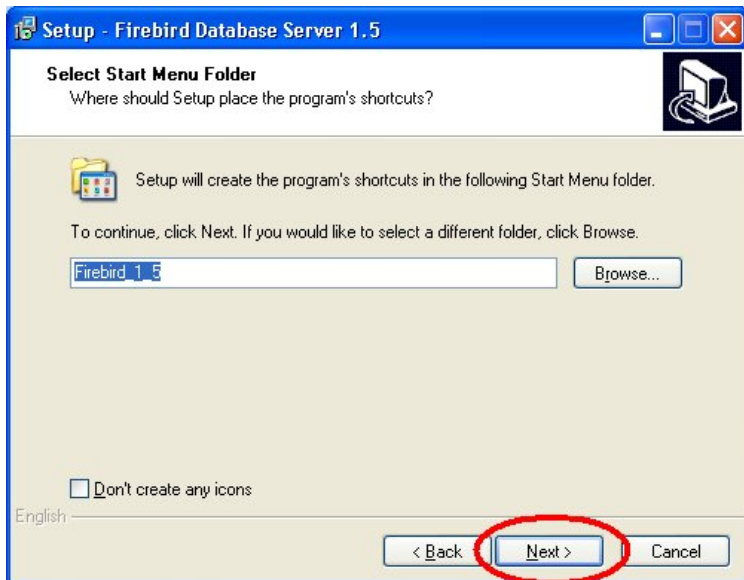 Setup - Firebird Database Server 1.5
Select Start Menu Folder
Where should Setup place the program's shortcuts?
Setup will create the program's shortcuts in the following Start Menu folder.
To continue, click Next. If you would like to select a different folder, click Browse.
Firebird_1_5
Browse...
Don't create any icons
English
< Back
Next >
Cancel